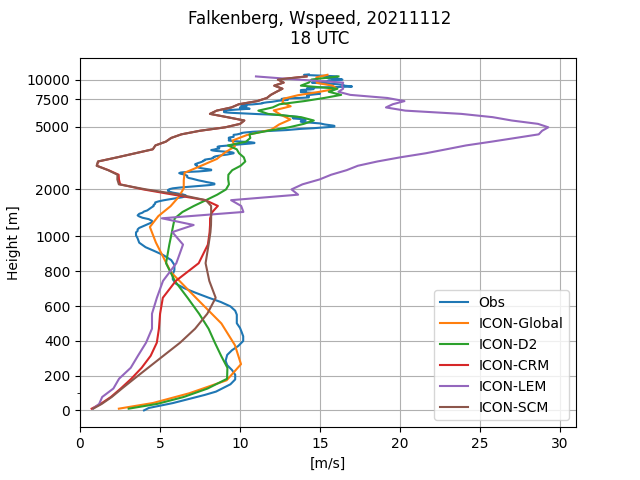 Falkenberg, Wspeed, 20211112
18 UTC
Height [m]
10000
7500
5000
2000
1000
800
600
400
200
0
0 5 10 15 20 25 30
[m/s]
Obs
ICON-Global
ICON-D2
ICON-CRM
ICON-LEM
ICON-SCM